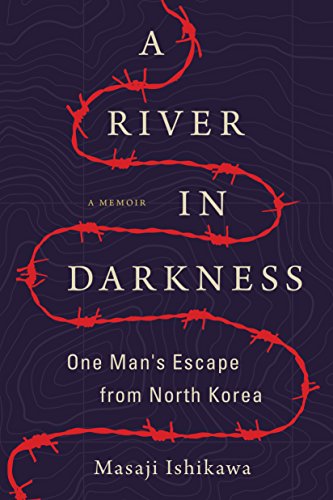 A
RIVER
A MEMOIR
IN
DARKNESS
One Man's Escape
from North Korea
Masaji Ishikawa